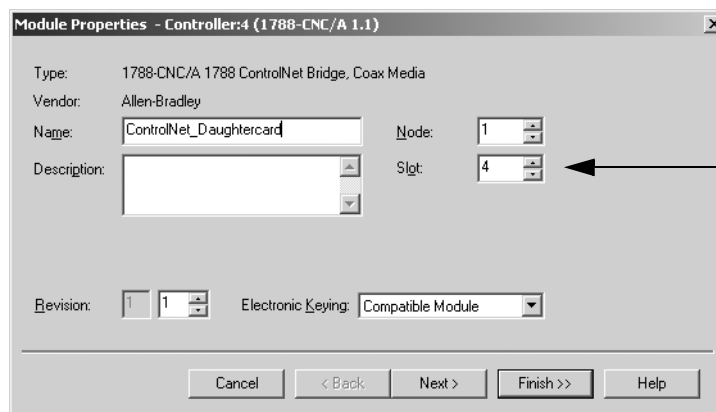 Module Properties - Controller:4 (1788-CNC/A 1.1)
Type: 1788-CNC/A 1788 ControlNet Bridge, Coax Media
Vendor: Allen-Bradley
Name: ControlNet_Daughtercard Node: 1
Description: Slot: 4
Revision: 1 1 Electronic Keying: Compatible Module
Cancel < Back Next > Finish >> Help